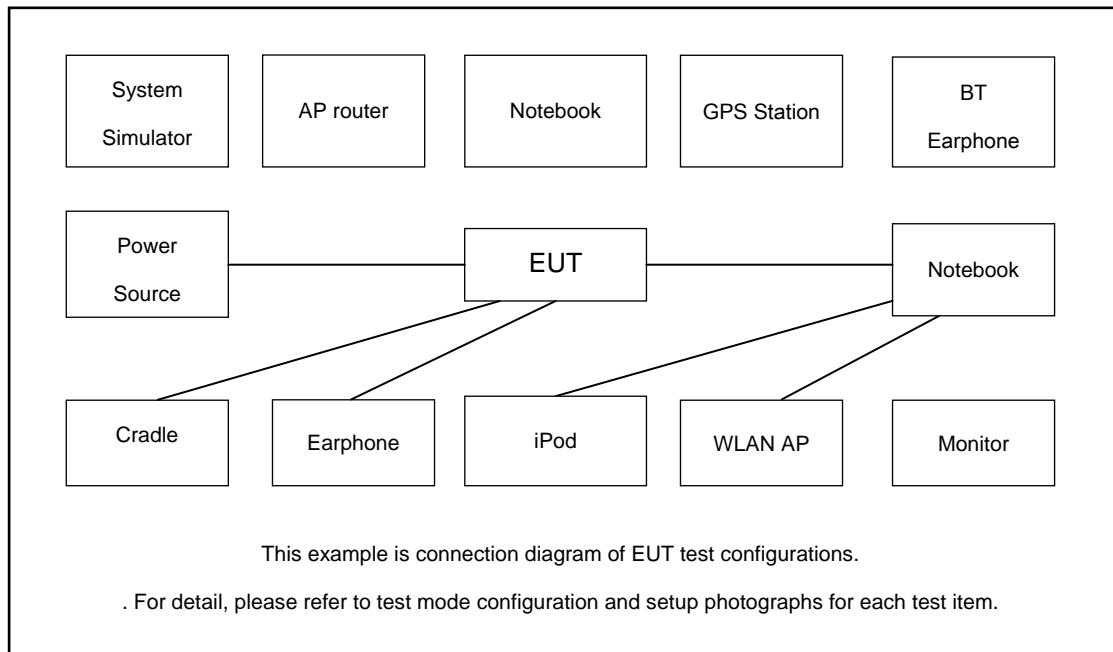 System
Simulator
AP router
Notebook
GPS Station
BT
Earphone
Power
Source
EUT
Notebook
Cradle
Earphone
iPod
WLAN AP
Monitor
This example is connection diagram of EUT test configurations.
. For detail, please refer to test mode configuration and setup photographs for each test item.